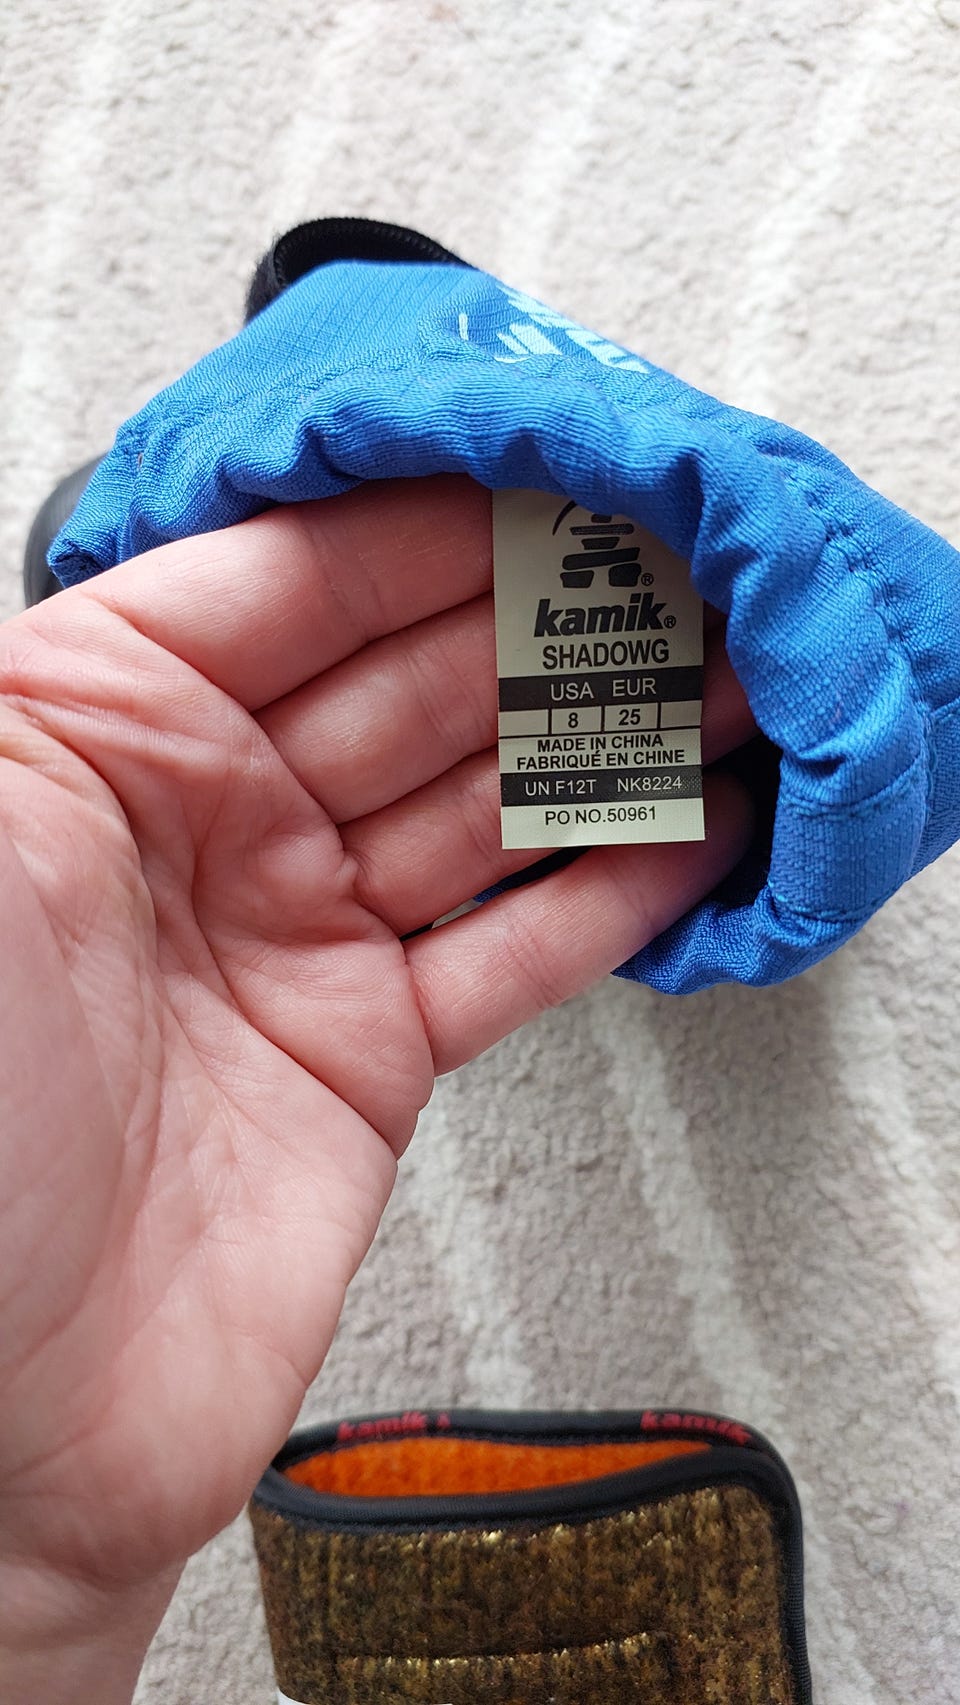 kamik®
SHADOWG
USA EUR
8 25
MADE IN CHINA
FABRIQUÉ EN CHINE
UN F12T NK8224
PO NO.50961
kamik kamik